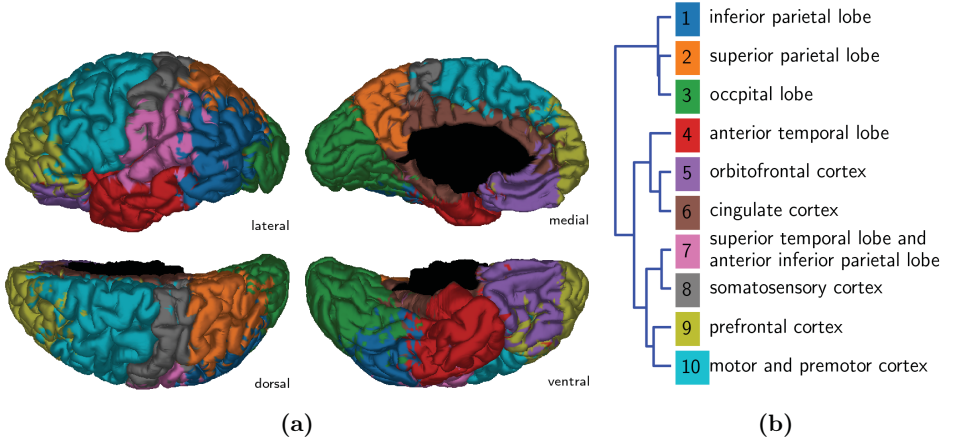 lateral
medial
dorsal
ventral
(a)
1 inferior parietal lobe
2 superior parietal lobe
3 occpital lobe
4 anterior temporal lobe
5 orbitofrontal cortex
6 cingulate cortex
7 superior temporal lobe and
anterior inferior parietal lobe
8 somatosensory cortex
9 prefrontal cortex
10 motor and premotor cortex
(b)